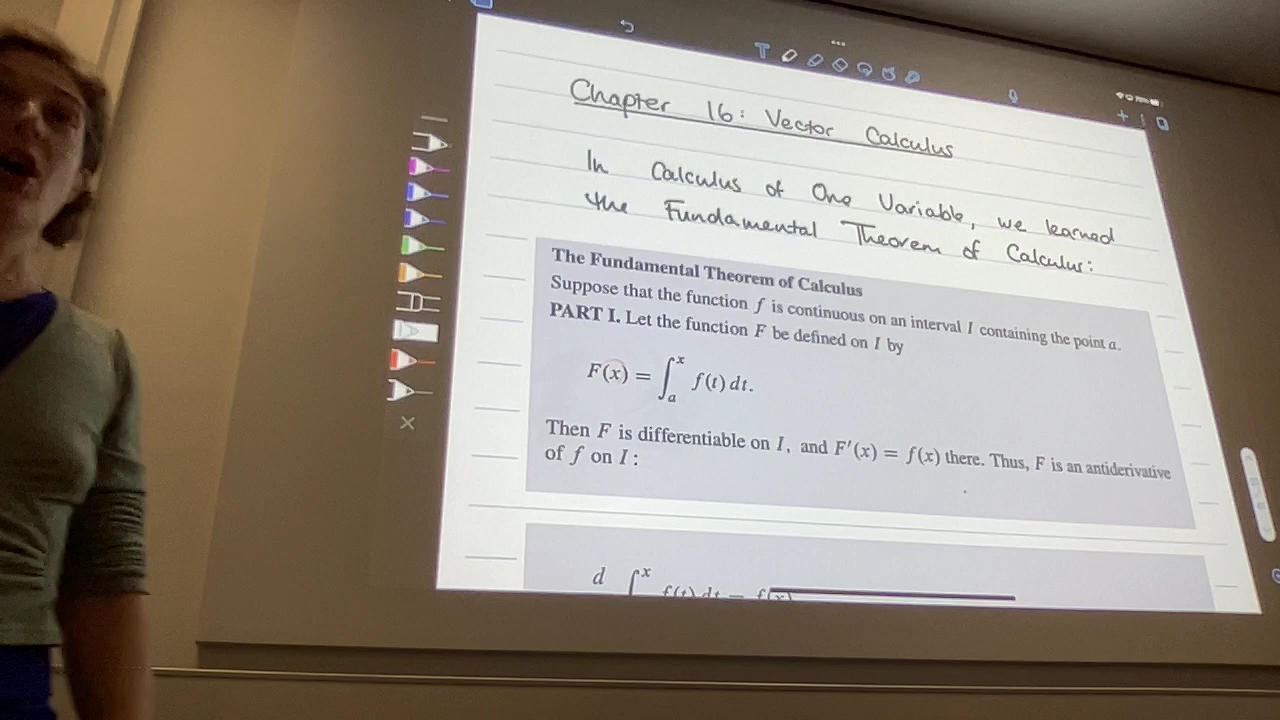 Chapter 16: Vector Calculus
In Calculus of One Variable, we learned
the Fundamental Theorem of Calculus:
The Fundamental Theorem of Calculus
Suppose that the function f is continuous on an interval I containing the point a.
PART I. Let the function F be defined on I by
F(x) = ∫_a^x f(t) dt.
Then F is differentiable on I, and F′(x) = f(x) there. Thus, F is an antiderivative
of f on I:
d ∫^x f(t) dt = f(x)